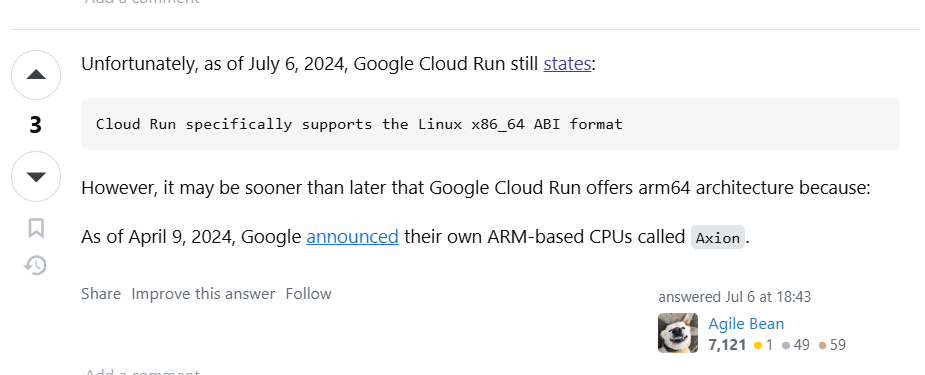 Add a comment
Unfortunately, as of July 6, 2024, Google Cloud Run still states:
3
Cloud Run specifically supports the Linux x86_64 ABI format
However, it may be sooner than later that Google Cloud Run offers arm64 architecture because:
As of April 9, 2024, Google announced their own ARM-based CPUs called Axion.
Share Improve this answer Follow
answered Jul 6 at 18:43
Agile Bean
7,121 1 49 59
Add a comment